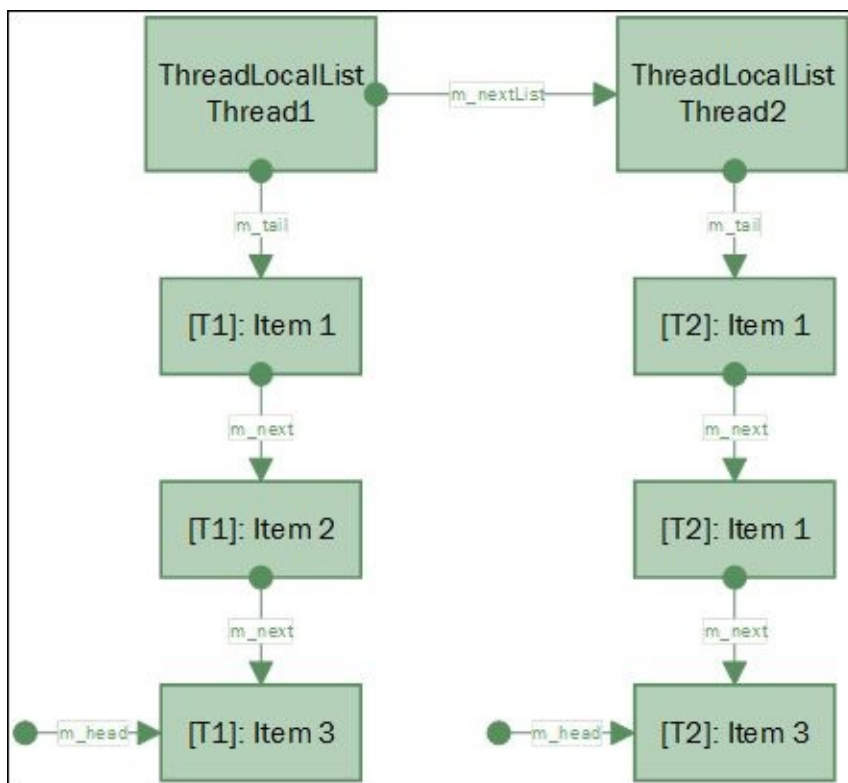 ThreadLocalList
Thread1
m_nextList
ThreadLocalList
Thread2
m_tail
m_tail
[T1]: Item 1
[T2]: Item 1
m_next
m_next
[T1]: Item 2
[T2]: Item 1
m_next
m_next
m_head
[T1]: Item 3
m_head
[T2]: Item 3